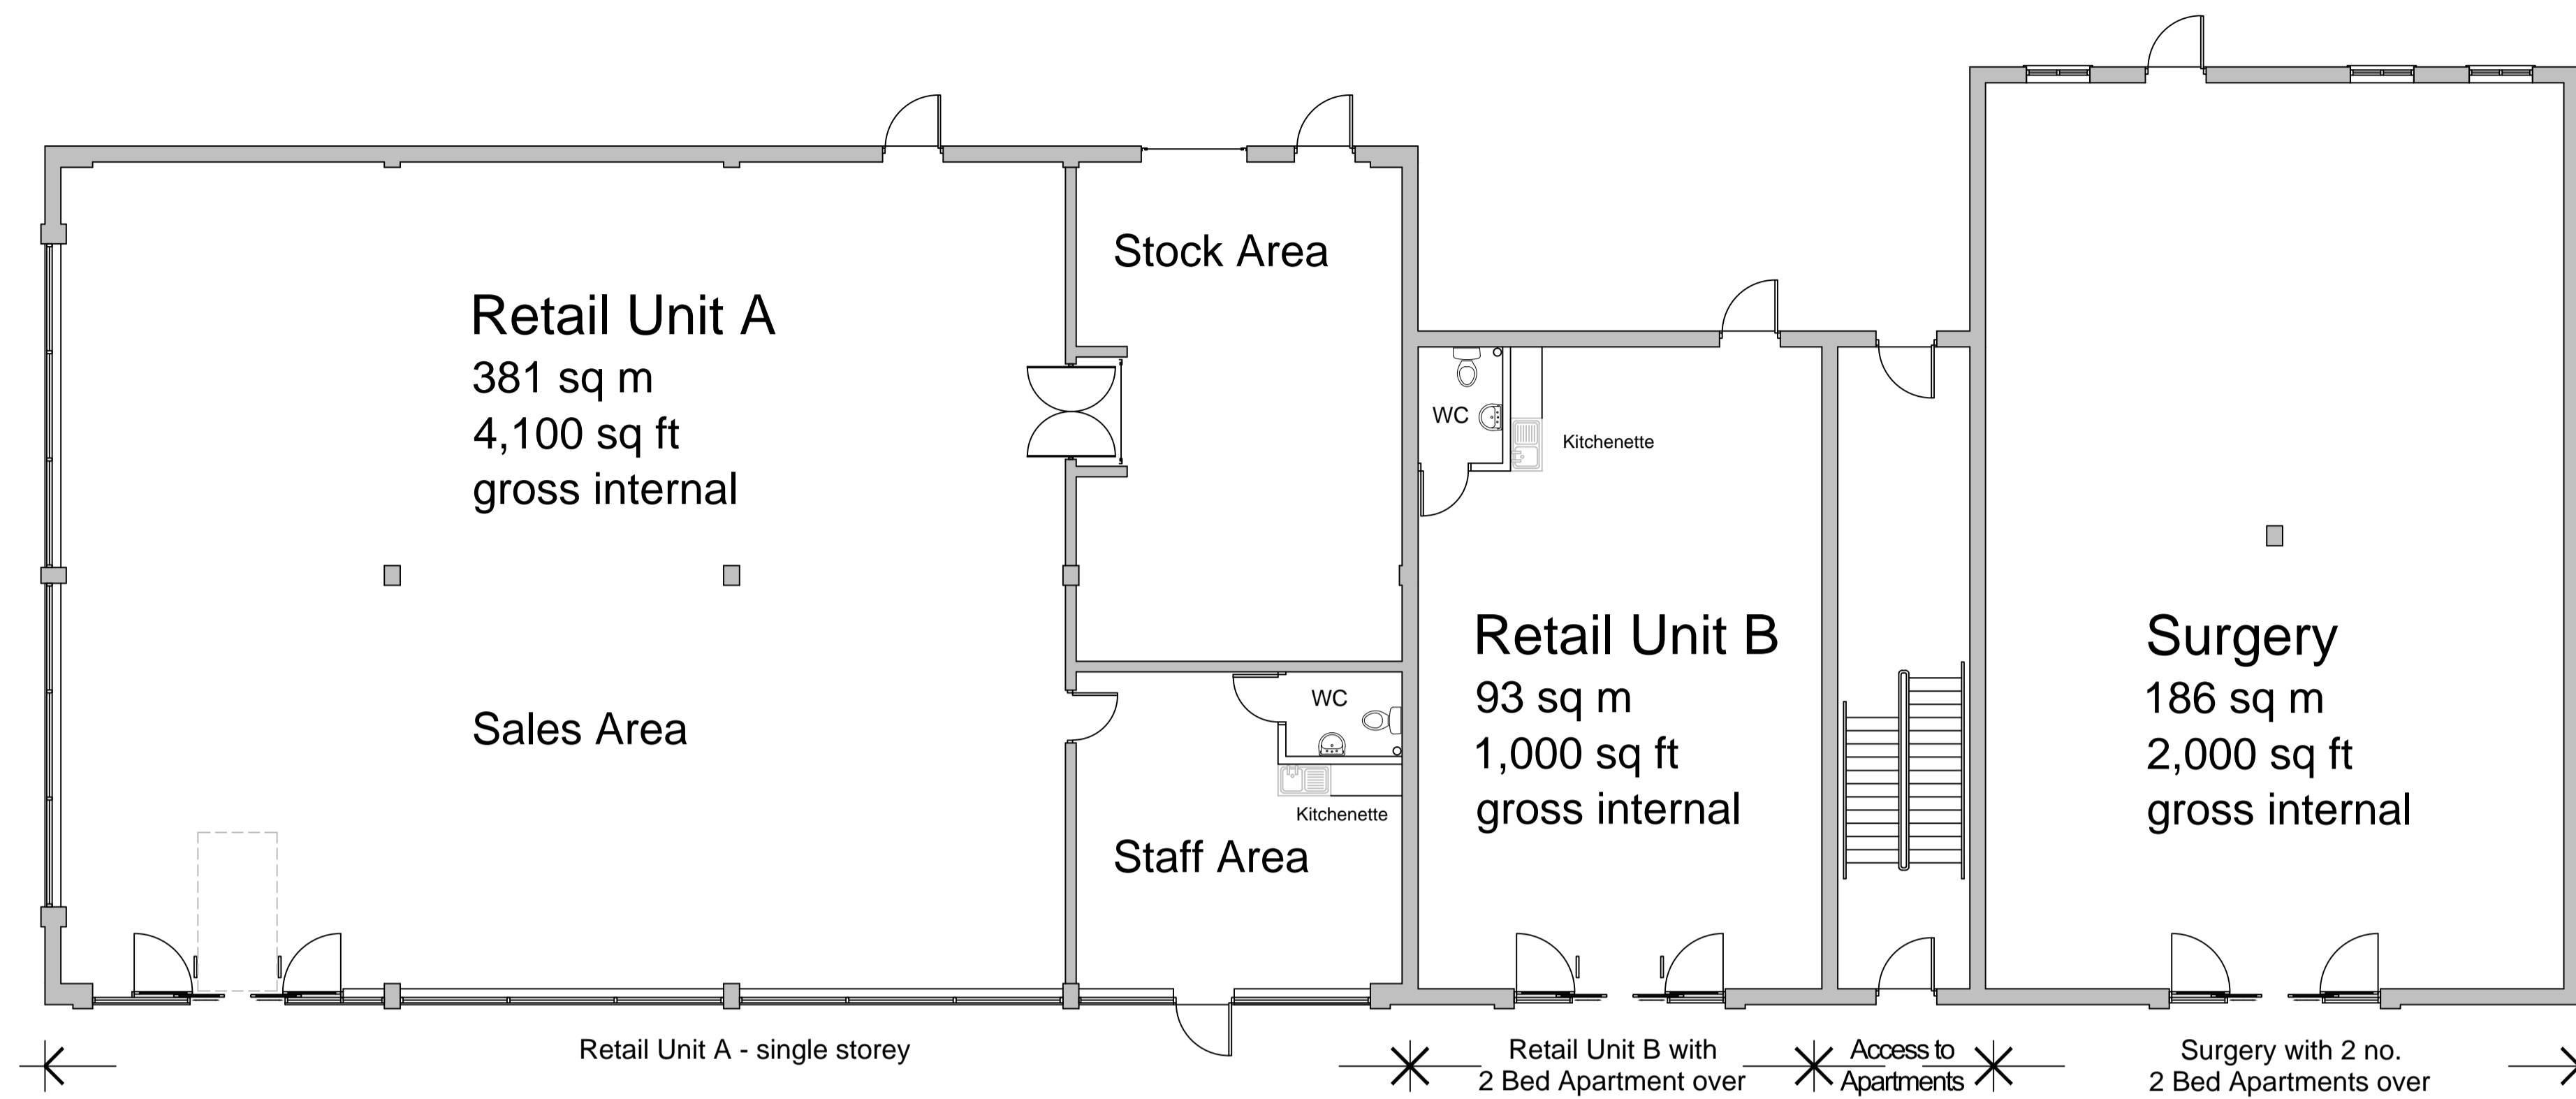 Retail Unit A
381 sq m
4,100 sq ft
gross internal
Sales Area
Stock Area
WC
Kitchenette
Staff Area
WC
Kitchenette
Retail Unit B
93 sq m
1,000 sq ft
gross internal
Surgery
186 sq m
2,000 sq ft
gross internal
Retail Unit A - single storey
Retail Unit B with
2 Bed Apartment over
Access to
Apartments
Surgery with 2 no.
2 Bed Apartments over